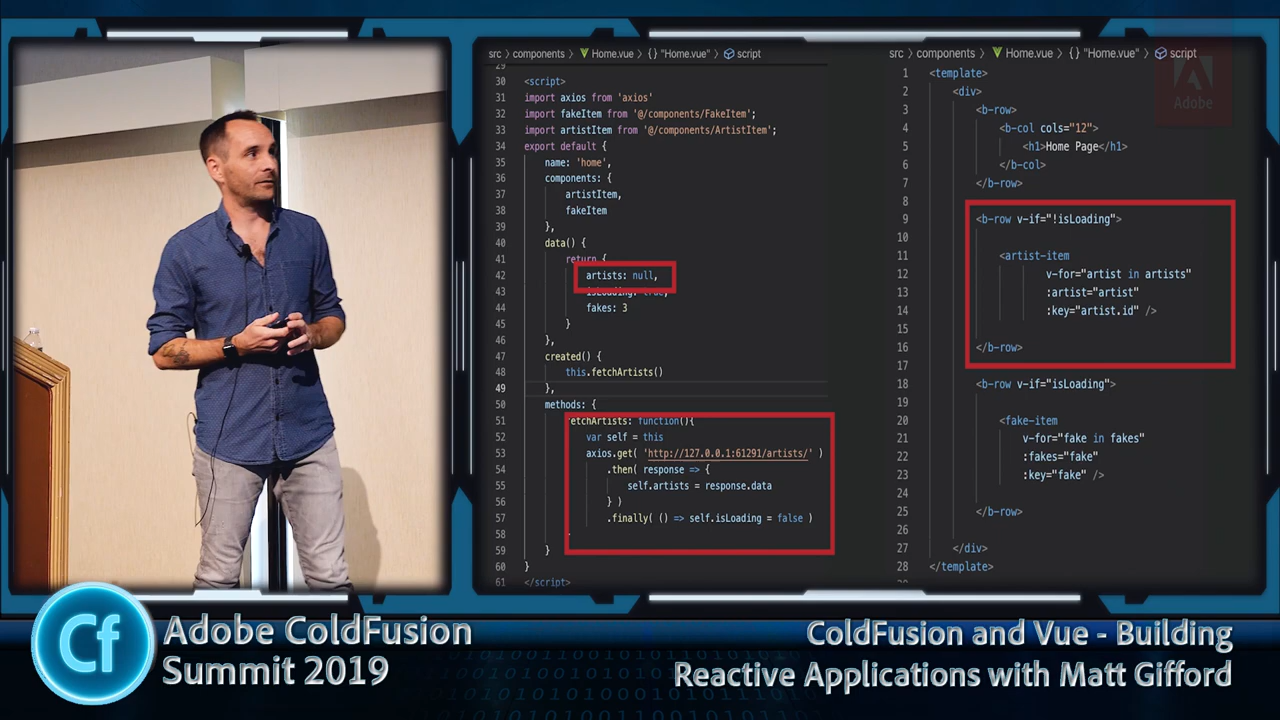 src 〉 components 〉 Home.vue 〉 {} "Home.vue" 〉 script
29
30 <script>
31 import axios from 'axios'
32 import fakeItem from '@/components/FakeItem';
33 import artistItem from '@/components/ArtistItem';
34 export default {
35 name: 'home',
36 components: {
37 artistItem,
38 fakeItem
39 },
40 data() {
41 return {
42 artists: null,
43 isLoading: true,
44 fakes: 3
45 }
46 },
47 created() {
48 this.fetchArtists()
49 },
50 methods: {
51 fetchArtists: function(){
52 var self = this
53 axios.get( 'http://127.0.0.1:61291/artists/' )
54 .then( response => {
55 self.artists = response.data
56 } )
57 .finally( () => self.isLoading = false )
58
59 }
60 }
61 </script>
src 〉 components 〉 Home.vue 〉 {} "Home.vue" 〉 script
1 <template>
2 <div>
3 <b-row>
4 <b-col cols="12">
5 <h1>Home Page</h1>
6 </b-col>
7 </b-row>
8
9 <b-row v-if="!isLoading">
10
11 <artist-item
12 v-for="artist in artists"
13 :artist="artist"
14 :key="artist.id" />
15
16 </b-row>
17
18 <b-row v-if="isLoading">
19
20 <fake-item
21 v-for="fake in fakes"
22 :fakes="fake"
23 :key="fake" />
24
25 </b-row>
26
27 </div>
28 </template>
Adobe
Cf
Adobe ColdFusion
Summit 2019
ColdFusion and Vue - Building
Reactive Applications with Matt Gifford